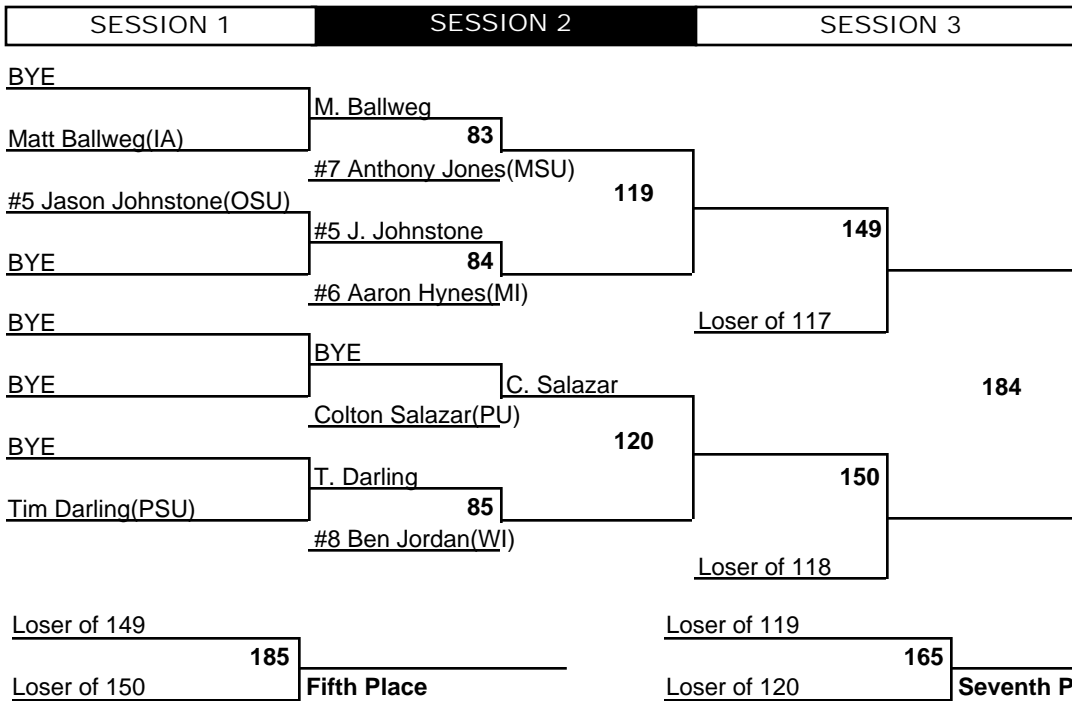 SESSION 1 SESSION 2 SESSION 3
BYE
M. Ballweg
Matt Ballweg(IA) 83
#7 Anthony Jones(MSU)
119
#5 Jason Johnstone(OSU)
#5 J. Johnstone 149
BYE 84
#6 Aaron Hynes(MI)
BYE Loser of 117
BYE
BYE C. Salazar 184
Colton Salazar(PU)
BYE 120
T. Darling 150
Tim Darling(PSU) 85
#8 Ben Jordan(WI)
Loser of 118
Loser of 149 Loser of 119
185 165
Loser of 150 Fifth Place Loser of 120 Seventh P